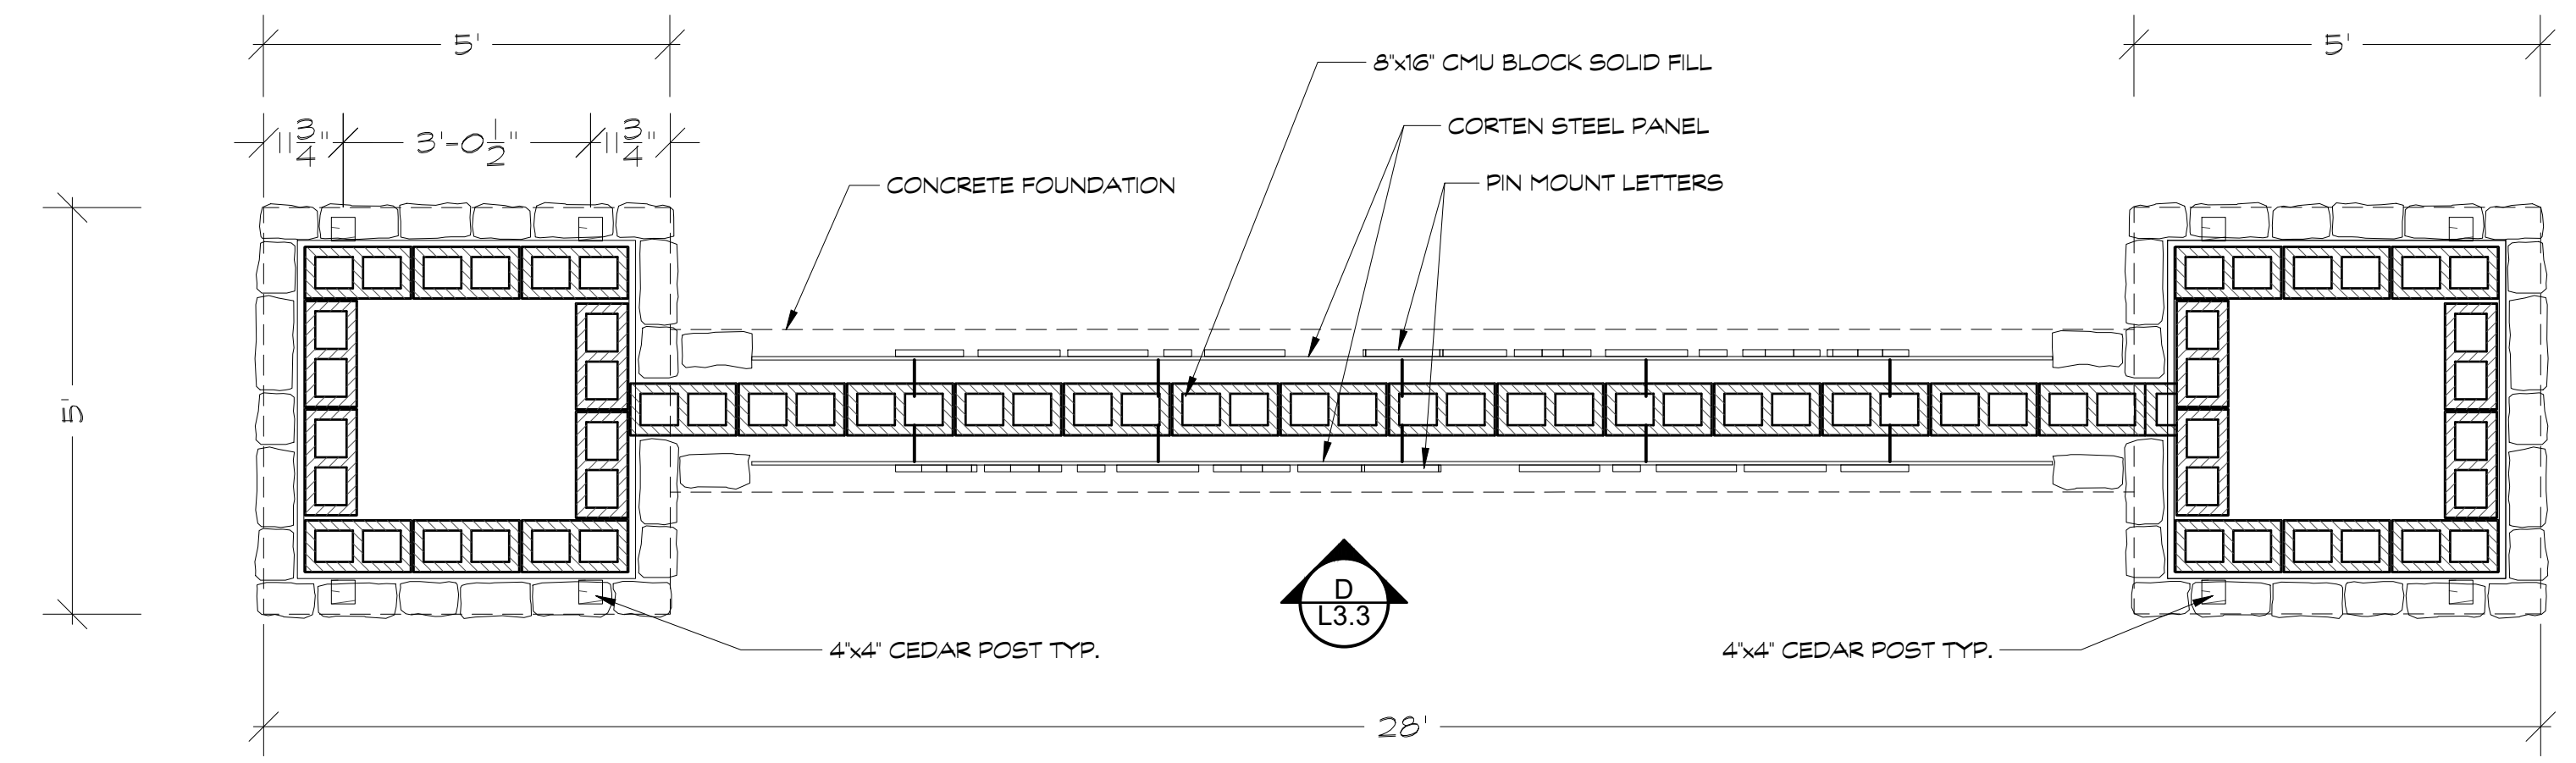 5'
5'
8"x16" CMU BLOCK SOLID FILL
CORTEN STEEL PANEL
11 3/4"
3'-0 1/2"
11 3/4"
CONCRETE FOUNDATION
PIN MOUNT LETTERS
5'
D
L3.3
4"x4" CEDAR POST TYP.
4"x4" CEDAR POST TYP.
28'